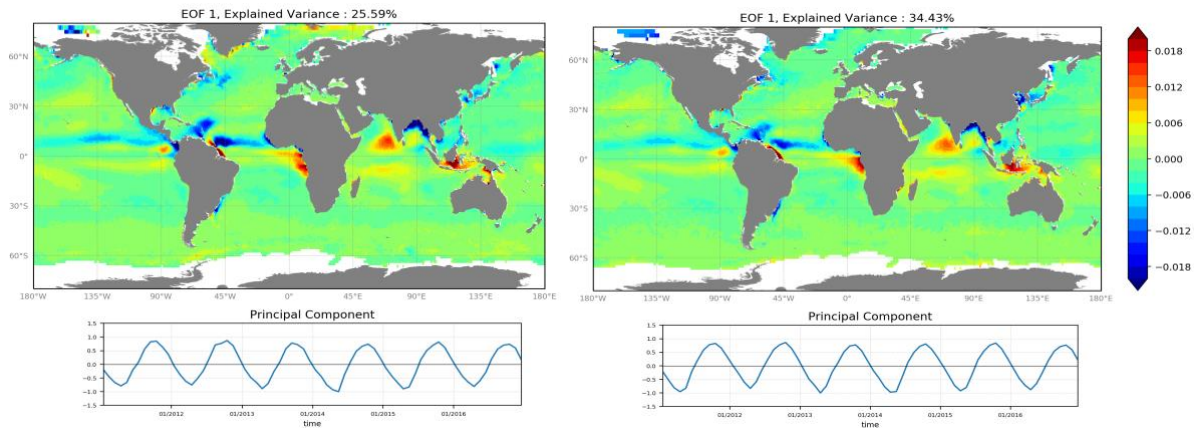 EOF 1, Explained Variance : 25.59%
60°N
30°N
0°
30°S
60°S
180°W 135°W 90°W 45°W 0° 45°E 90°E 135°E 180°E
Principal Component
1.5
1.0
0.5
0.0
−0.5
−1.0
−1.5
01/2012 01/2013 01/2014 01/2015 01/2016
time
EOF 1, Explained Variance : 34.43%
60°N
30°N
0°
30°S
60°S
180°W 135°W 90°W 45°W 0° 45°E 90°E 135°E 180°E
Principal Component
1.5
1.0
0.5
0.0
−0.5
−1.0
−1.5
01/2012 01/2013 01/2014 01/2015 01/2016
time
0.018
0.012
0.006
0.000
−0.006
−0.012
−0.018